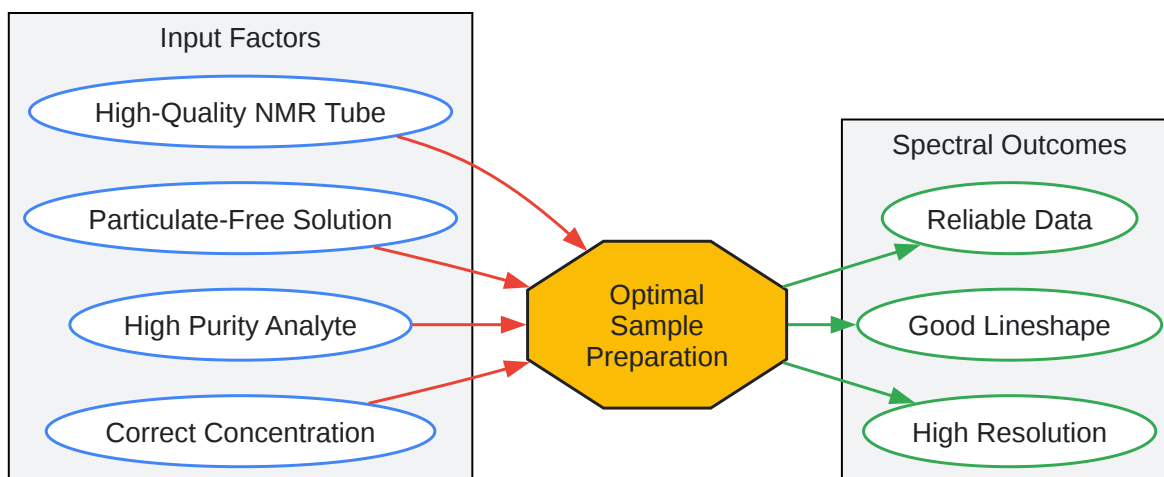 Input Factors
High-Quality NMR Tube
Particulate-Free Solution
High Purity Analyte
Correct Concentration
Optimal
Sample
Preparation
Spectral Outcomes
Reliable Data
Good Lineshape
High Resolution